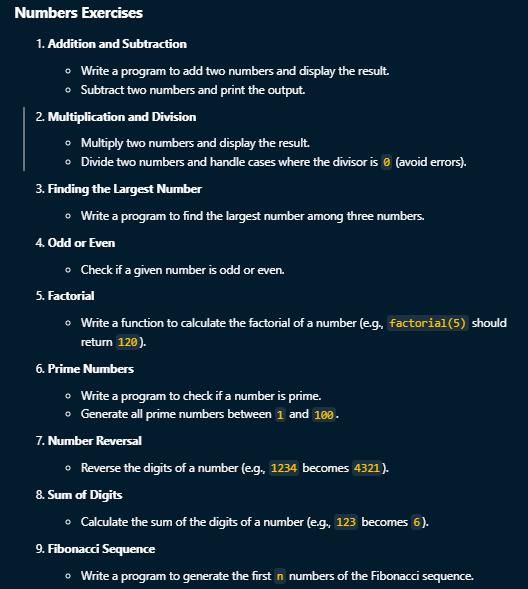 Numbers Exercises
1. Addition and Subtraction
Write a program to add two numbers and display the result.
Subtract two numbers and print the output.
2. Multiplication and Division
Multiply two numbers and display the result.
Divide two numbers and handle cases where the divisor is 0 (avoid errors).
3. Finding the Largest Number
Write a program to find the largest number among three numbers.
4. Odd or Even
Check if a given number is odd or even.
5. Factorial
Write a function to calculate the factorial of a number (e.g., factorial(5) should
return 120).
6. Prime Numbers
Write a program to check if a number is prime.
Generate all prime numbers between 1 and 100.
7. Number Reversal
Reverse the digits of a number (e.g., 1234 becomes 4321).
8. Sum of Digits
Calculate the sum of the digits of a number (e.g., 123 becomes 6).
9. Fibonacci Sequence
Write a program to generate the first n numbers of the Fibonacci sequence.